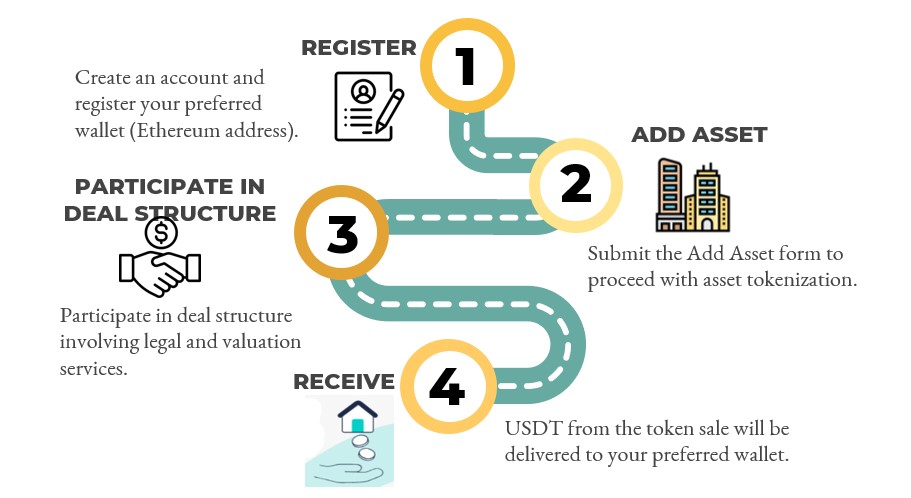 REGISTER
1
Create an account and
register your preferred
wallet (Ethereum address).
ADD ASSET
2
Submit the Add Asset form to
proceed with asset tokenization.
PARTICIPATE IN
DEAL STRUCTURE
3
$
Participate in deal structure
involving legal and valuation
services.
RECEIVE
4
USDT from the token sale will be
delivered to your preferred wallet.